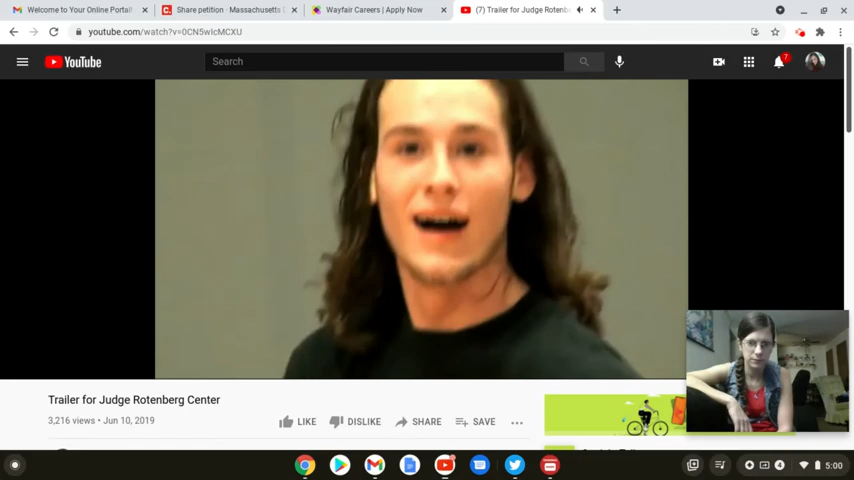 Welcome to Your Online Portal!
Share petition · Massachusetts
Wayfair Careers | Apply Now
(7) Trailer for Judge Rotenb
youtube.com/watch?v=0CN5wIcMCXU
YouTube
Search
7
Trailer for Judge Rotenberg Center
3,216 views • Jun 10, 2019
LIKE
DISLIKE
SHARE
SAVE
4
5:00